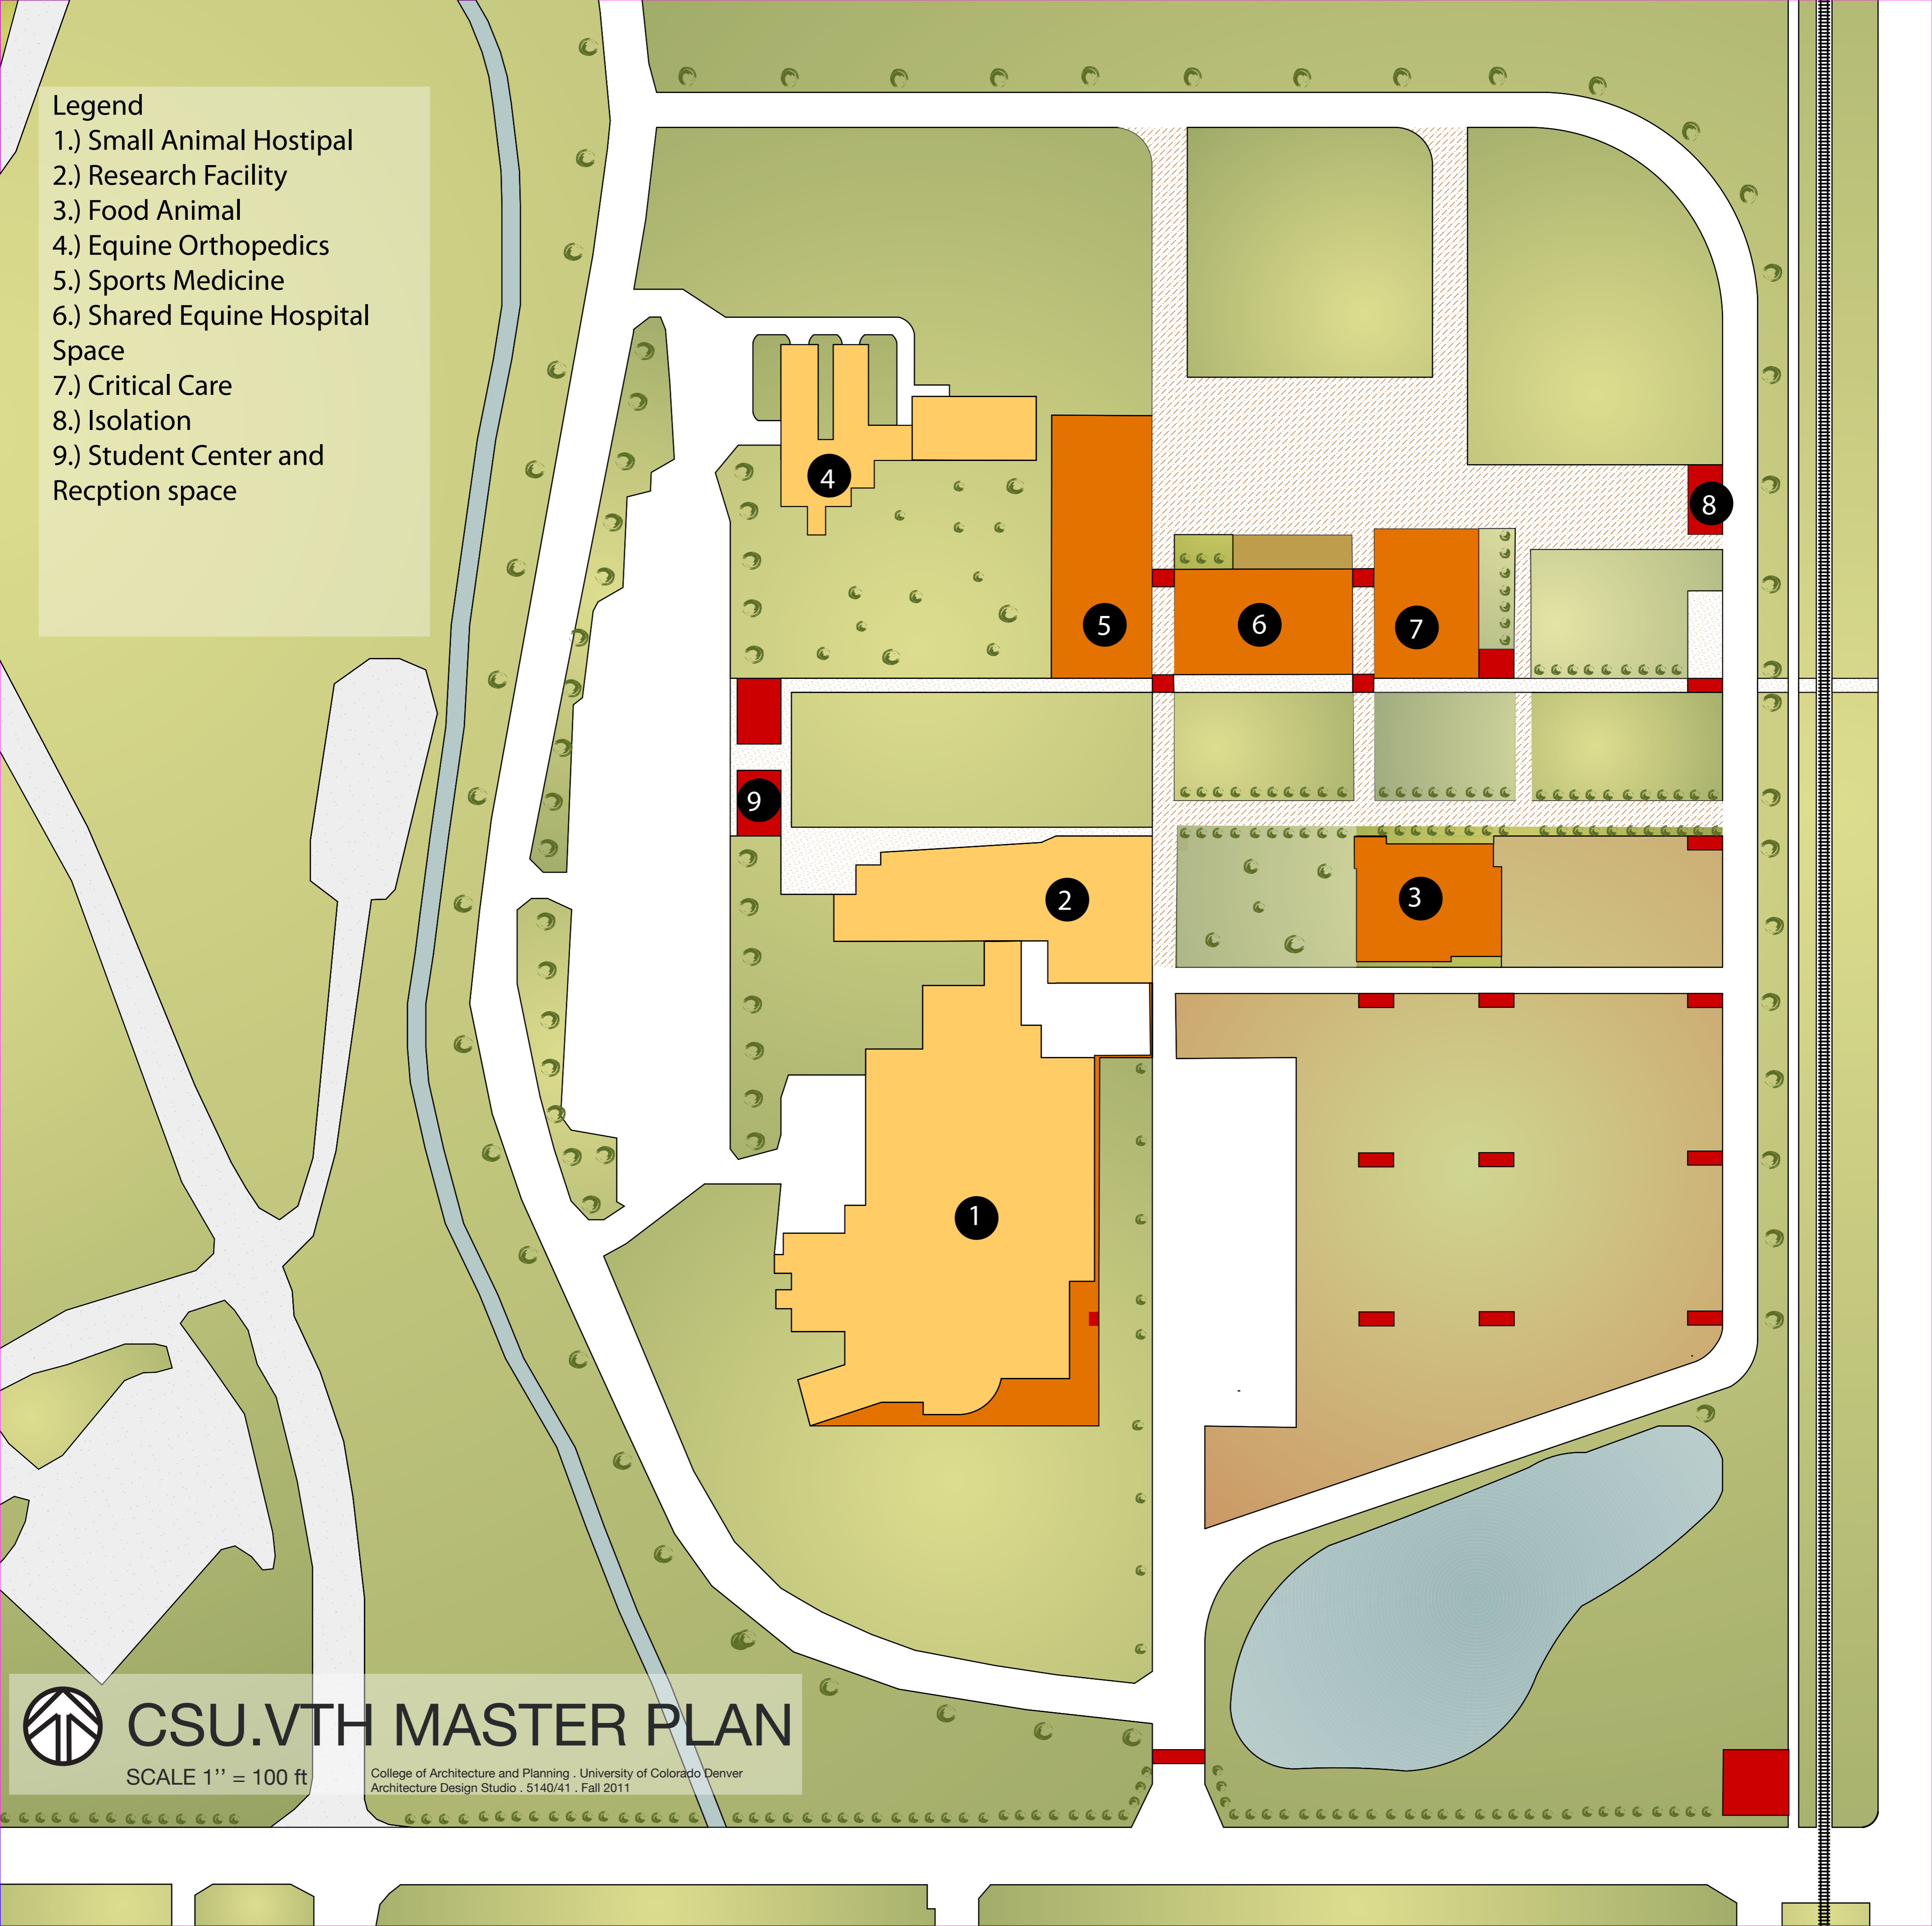 Legend
1.) Small Animal Hostipal
2.) Research Facility
3.) Food Animal
4.) Equine Orthopedics
5.) Sports Medicine
6.) Shared Equine Hospital
Space
7.) Critical Care
8.) Isolation
9.) Student Center and
Recption space
4
8
5
6
7
9
2
3
1
CSU.VTH MASTER PLAN
SCALE 1'' = 100 ft
College of Architecture and Planning . University of Colorado Denver
Architecture Design Studio . 5140/41 . Fall 2011